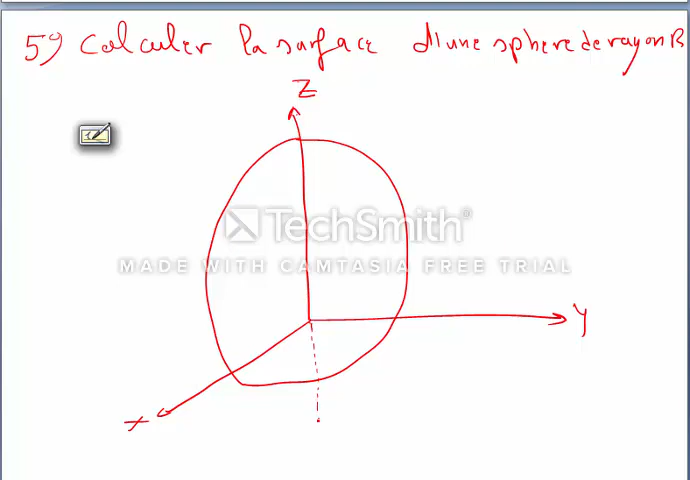 5) Calculer la surface d'une sphere de rayon R
Z
TechSmith®
MADE WITH CAMTASIA FREE TRIAL
Y
X